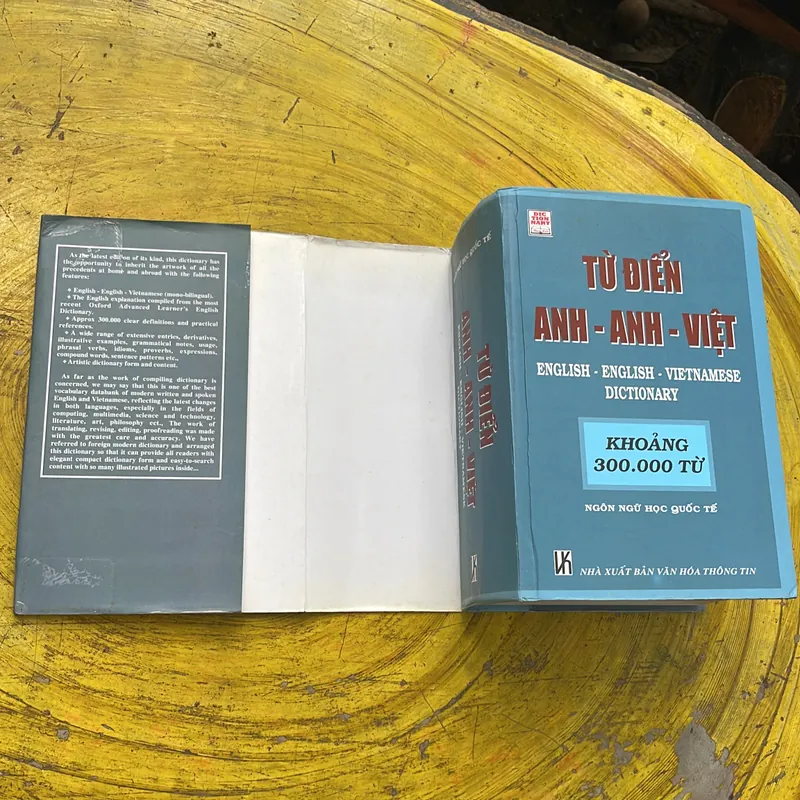 As the latest edition of its kind, this dictionary has
the opportunity to inherit the artwork of all the
precedents at home and abroad with the following
features:
❖ English - English - Vietnamese (mono-bilingual).
❖ The English explanation compiled from the most
recent Oxford Advanced Learner's English
Dictionary.
❖ Approx 300.000 clear definitions and practical
references.
❖ A wide range of extensive entries, derivatives,
illustrative examples, grammatical notes, usage,
phrasal verbs, idioms, proverbs, expressions,
compound words, sentence patterns etc.,
❖ Artistic dictionary form and content.
As far as the work of compiling dictionary is
concerned, we may say that this is one of the best
vocabulary databank of modern written and spoken
English and Vietnamese, reflecting the latest changes
in both languages, especially in the fields of
computing, multimedia, science and technology,
literature, art, philosophy ect., The work of
translating, revising, editing, proofreading was made
with the greatest care and accuracy. We have
referred to foreign modern dictionary and arranged
this dictionary so that it can provide all readers with
elegant compact dictionary form and easy-to-search
content with so many illustrated pictures inside...
HỌC QUỐC TẾ
TỪ ĐIỂN
ANH - ANH - VIỆT
ENGLISH - ENGLISH - VIETNAMESE
DIC
TION
NARY
TỪ ĐIỂN
ANH - ANH - VIỆT
ENGLISH - ENGLISH - VIETNAMESE
DICTIONARY
KHOẢNG
300.000 TỪ
NGÔN NGỮ HỌC QUỐC TẾ
VK
NHÀ XUẤT BẢN VĂN HÓA THÔNG TIN